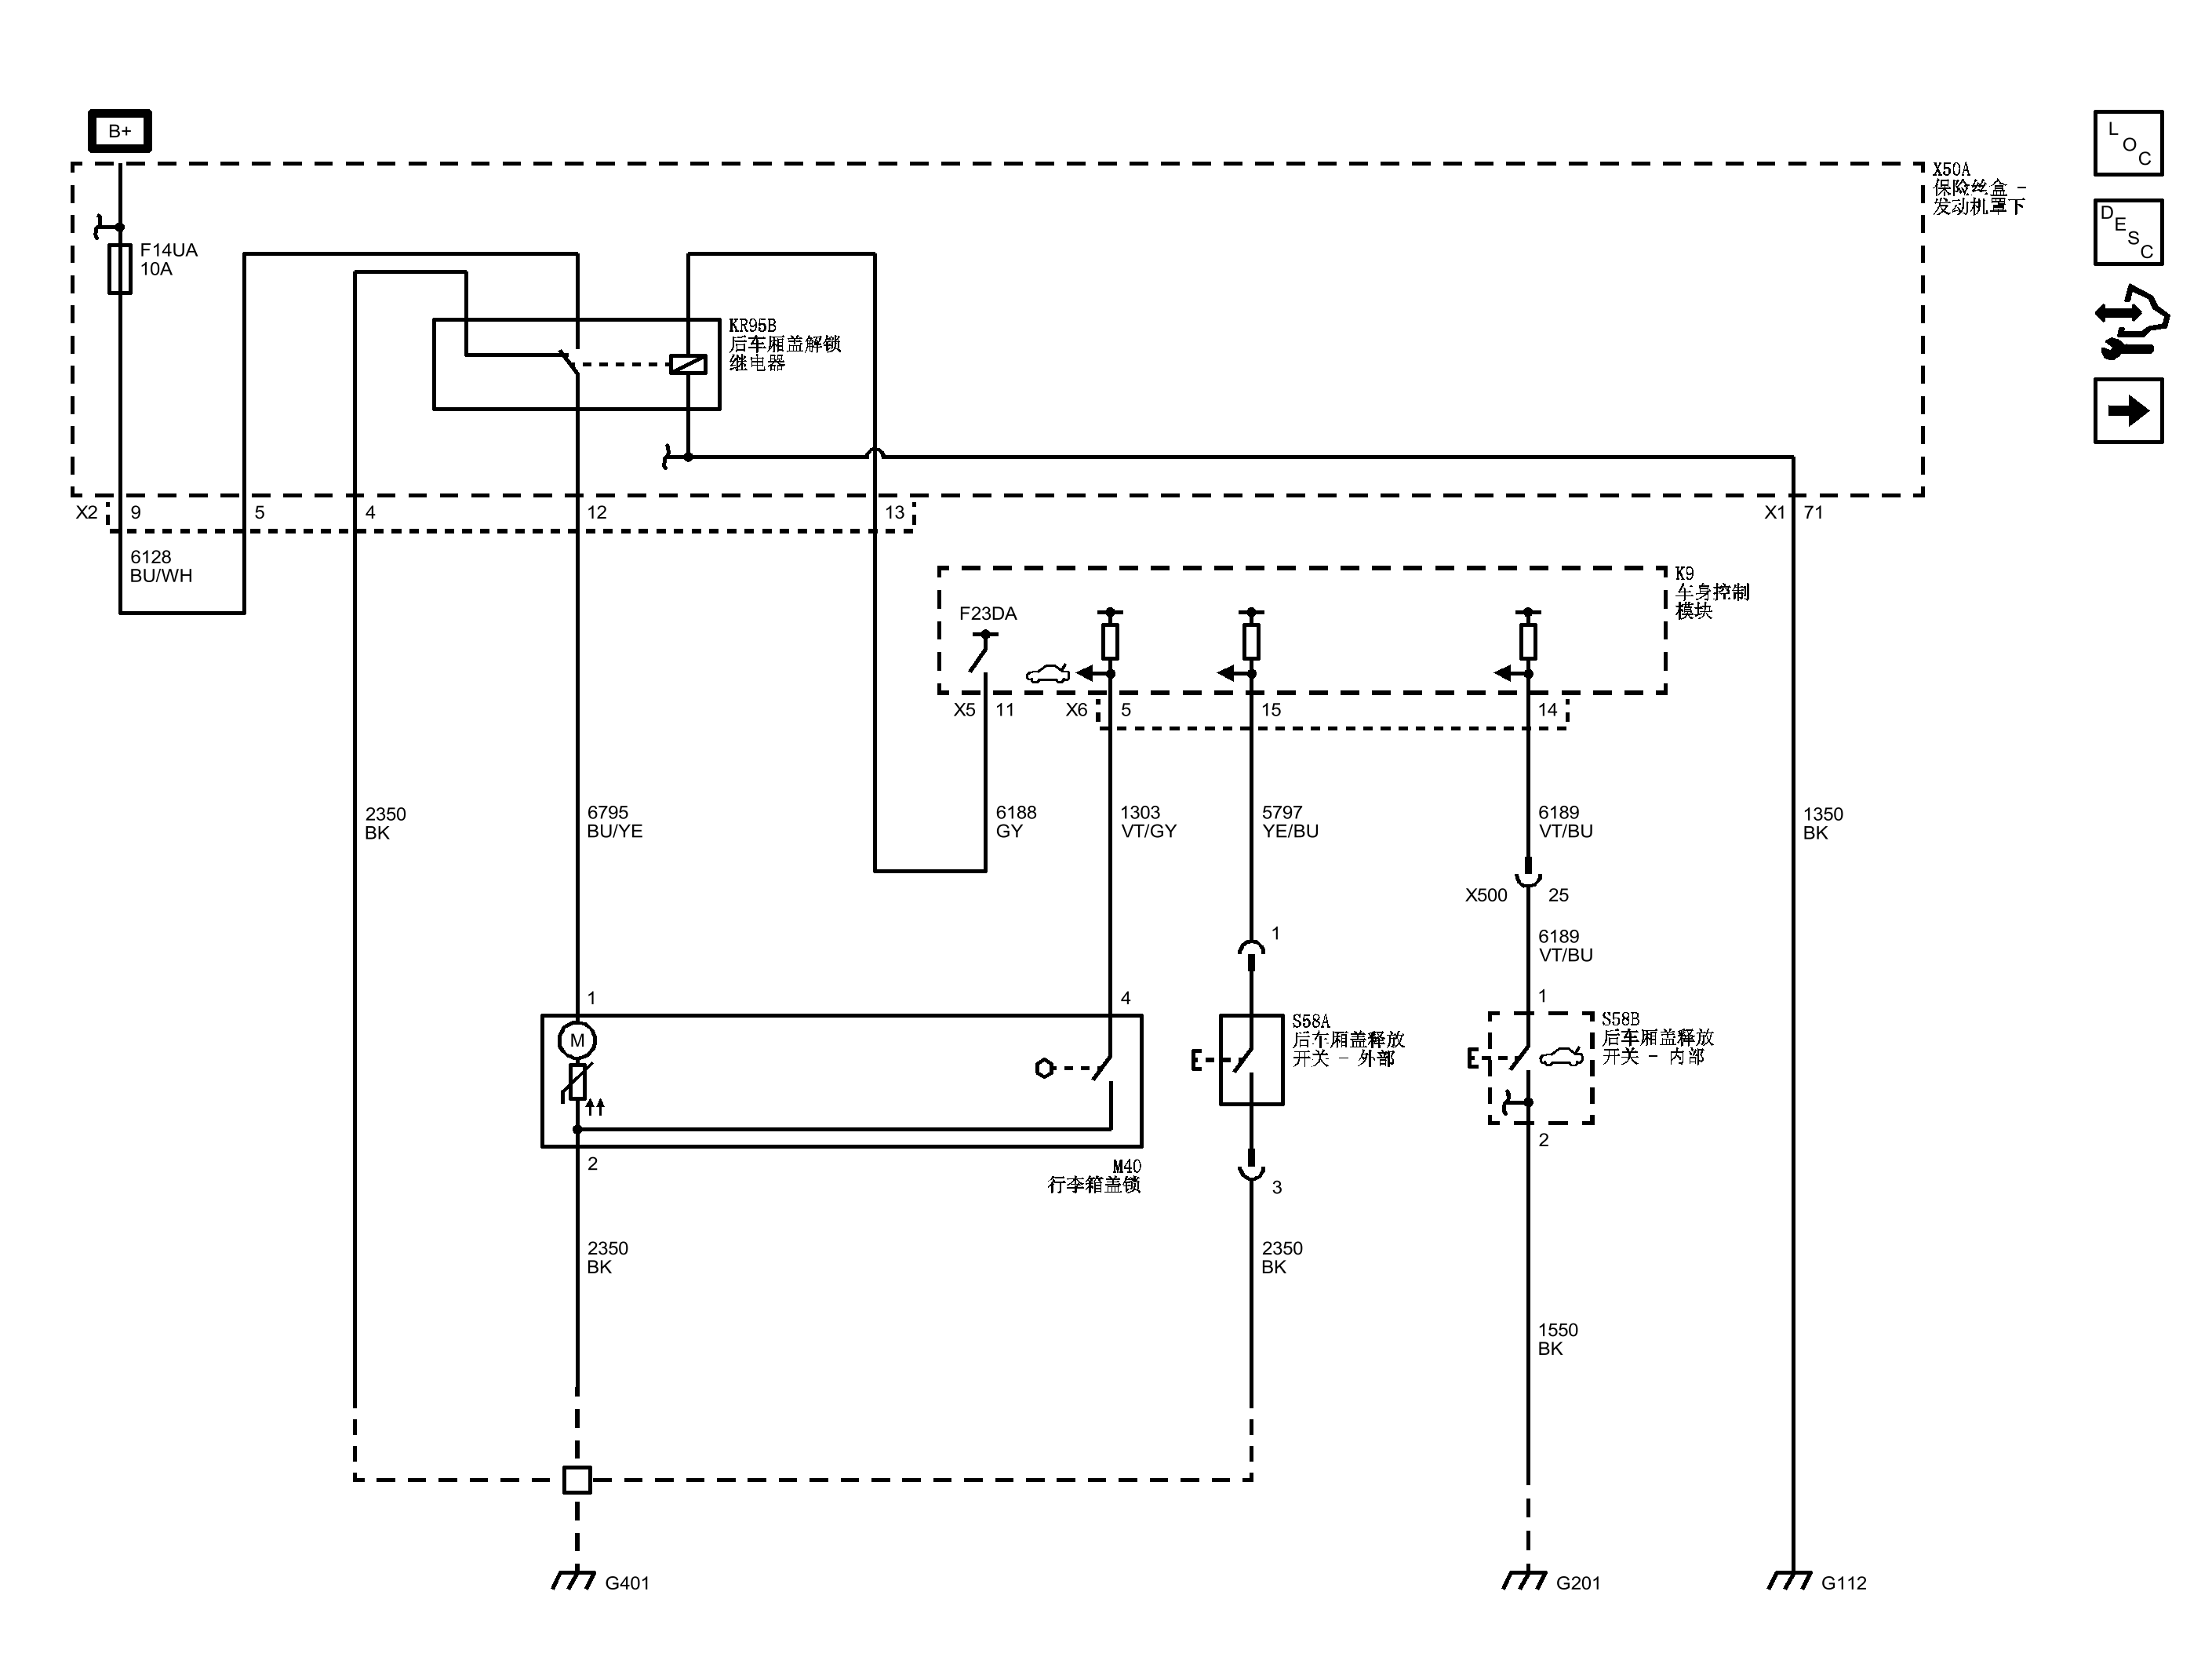 B+
L
O
C
X50A
保险丝盒 -
发动机罩下
D
E
S
C
F14UA
10A
KR95B
后车厢盖解锁
继电器
X2
9
5
4
12
13
X1
71
6128
BU/WH
K9
车身控制
模块
F23DA
X5
11
X6
5
15
14
2350
BK
6795
BU/YE
6188
GY
1303
VT/GY
5797
YE/BU
6189
VT/BU
1350
BK
X500
25
6189
VT/BU
1
1
4
1
M
S58A
后车厢盖释放
开关 - 外部
S58B
后车厢盖释放
开关 - 内部
2
2
M40
行李箱盖锁
3
2350
BK
2350
BK
1550
BK
G401
G201
G112